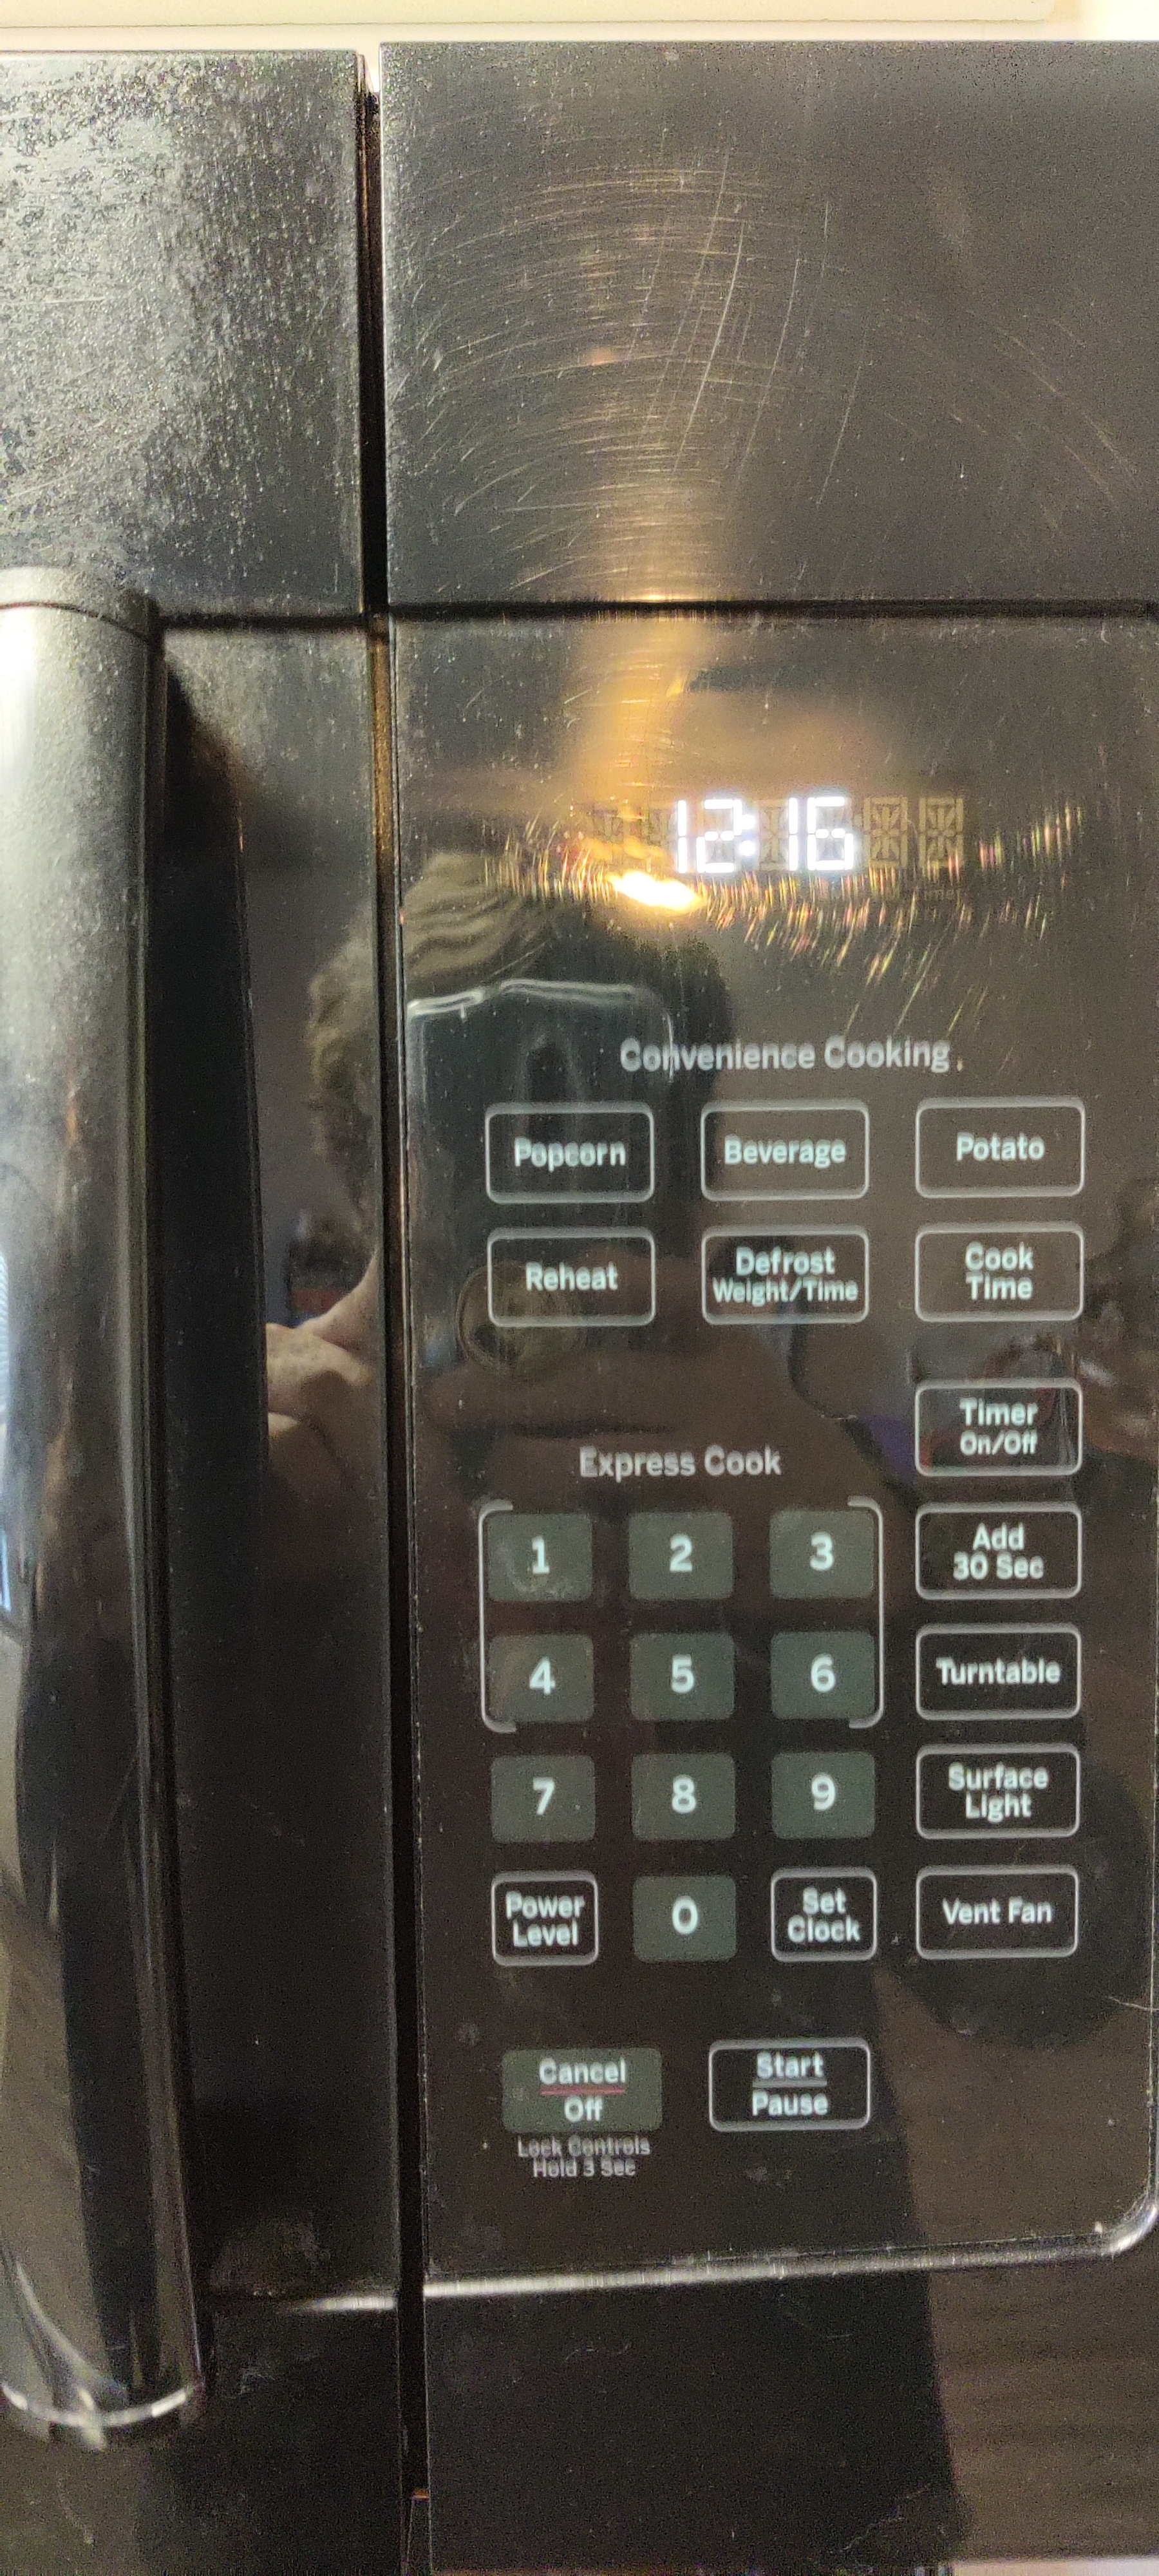 12:16
Convenience Cooking
Popcorn
Beverage
Potato
Reheat
Defrost
Weight/Time
Cook
Time
Timer
On/Off
Express Cook
1
2
3
Add
30 Sec
4
5
6
Turntable
7
8
9
Surface
Light
Power
Level
0
Set
Clock
Vent Fan
Cancel
Off
Start
Pause
Lock Controls
Hold 3 Sec